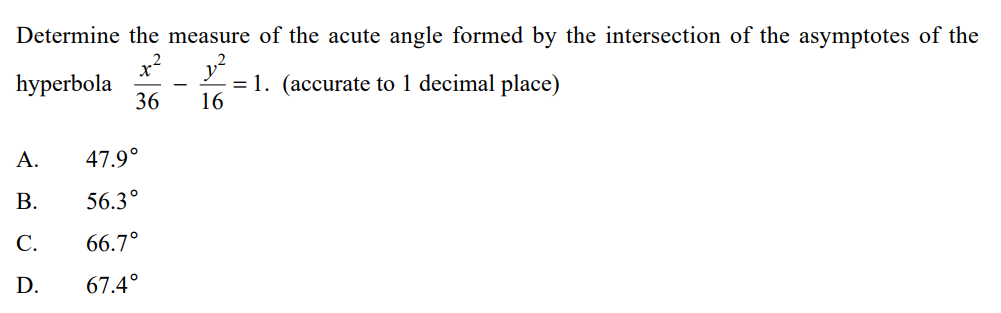 Determine the measure of the acute angle formed by the intersection of the asymptotes of the
hyperbola x²/36 − y²/16 = 1. (accurate to 1 decimal place)
A. 47.9°
B. 56.3°
C. 66.7°
D. 67.4°